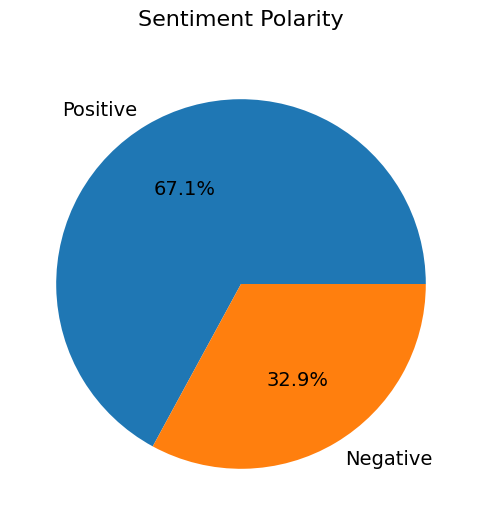 Sentiment Polarity
Positive
67.1%
32.9%
Negative